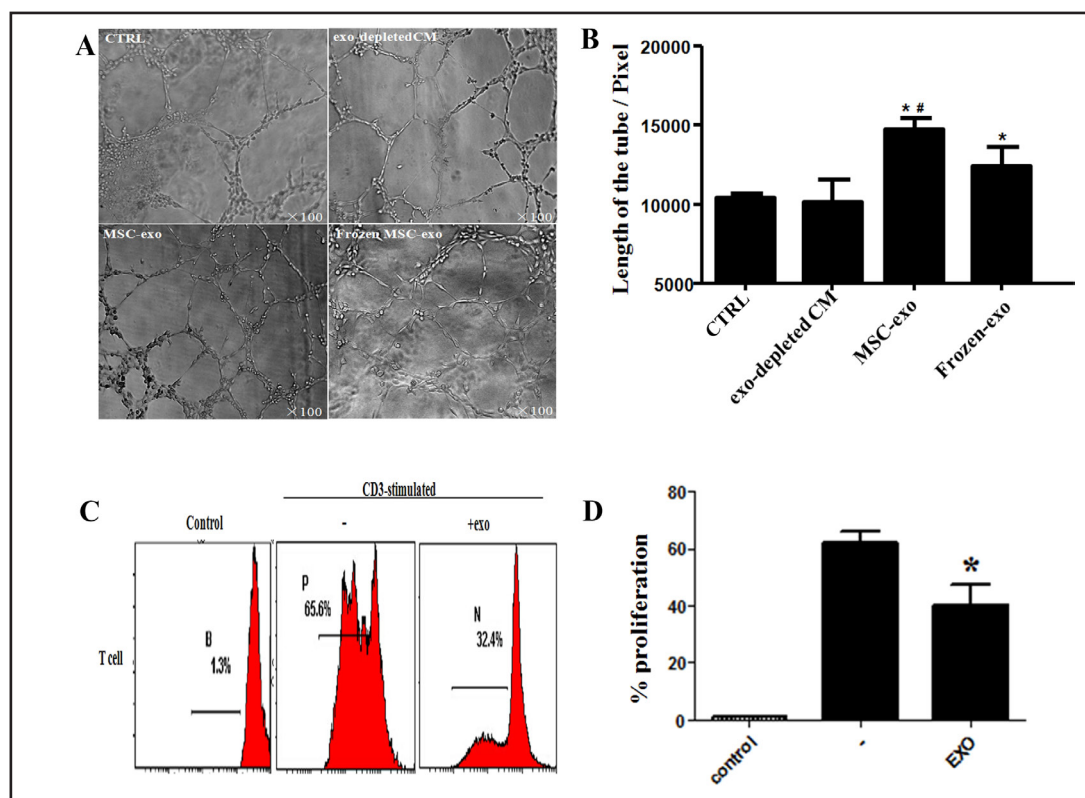 A
CTRL
×100
exo-depletedCM
×100
MSC-exo
×100
Frozen MSC-exo
×100
B
Length of the tube / Pixel
20000
15000
10000
5000
* #
*
CTRL
exo-depleted CM
MSC-exo
Frozen-exo
C
CD3-stimulated
Control
-
+exo
T cell
B
1.3%
P
65.6%
N
32.4%
D
% proliferation
80
60
40
20
0
*
control
-
EXO